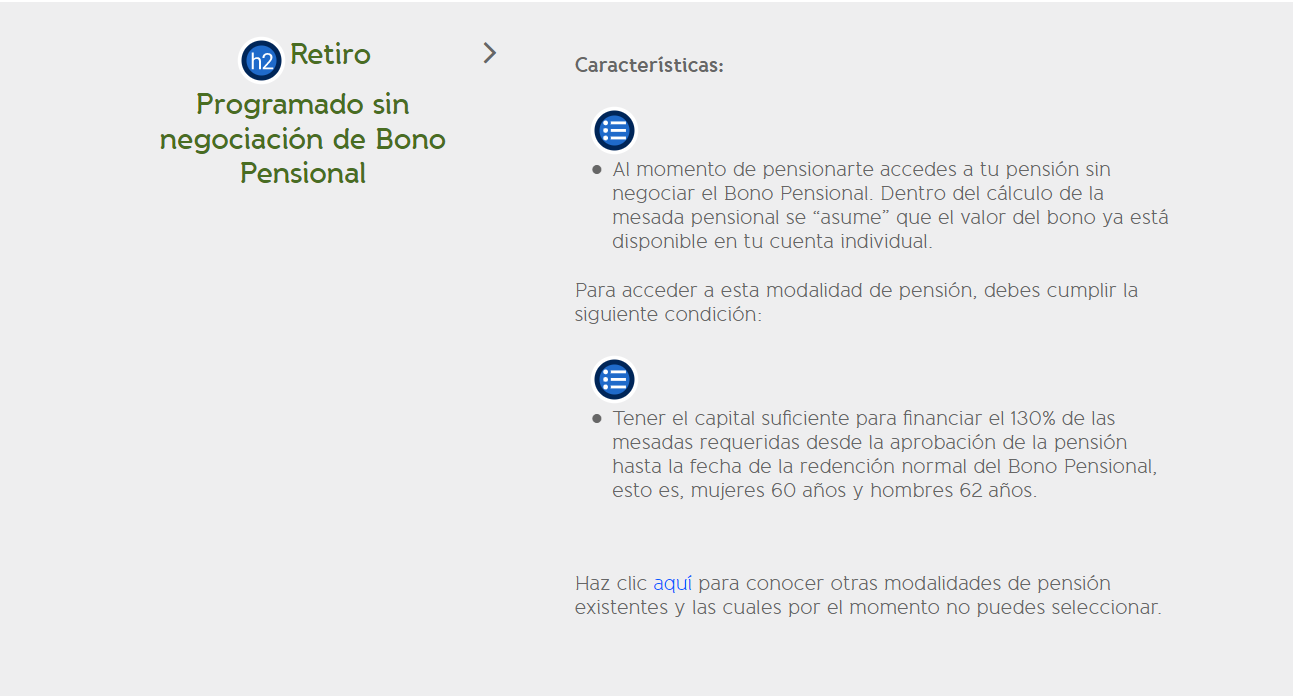 h2 Retiro
Programado sin
negociación de Bono
Pensional
Características:
• Al momento de pensionarte accedes a tu pensión sin
negociar el Bono Pensional. Dentro del cálculo de la
mesada pensional se “asume” que el valor del bono ya está
disponible en tu cuenta individual.
Para acceder a esta modalidad de pensión, debes cumplir la
siguiente condición:
• Tener el capital suficiente para financiar el 130% de las
mesadas requeridas desde la aprobación de la pensión
hasta la fecha de la redención normal del Bono Pensional,
esto es, mujeres 60 años y hombres 62 años.
Haz clic aquí para conocer otras modalidades de pensión
existentes y las cuales por el momento no puedes seleccionar.